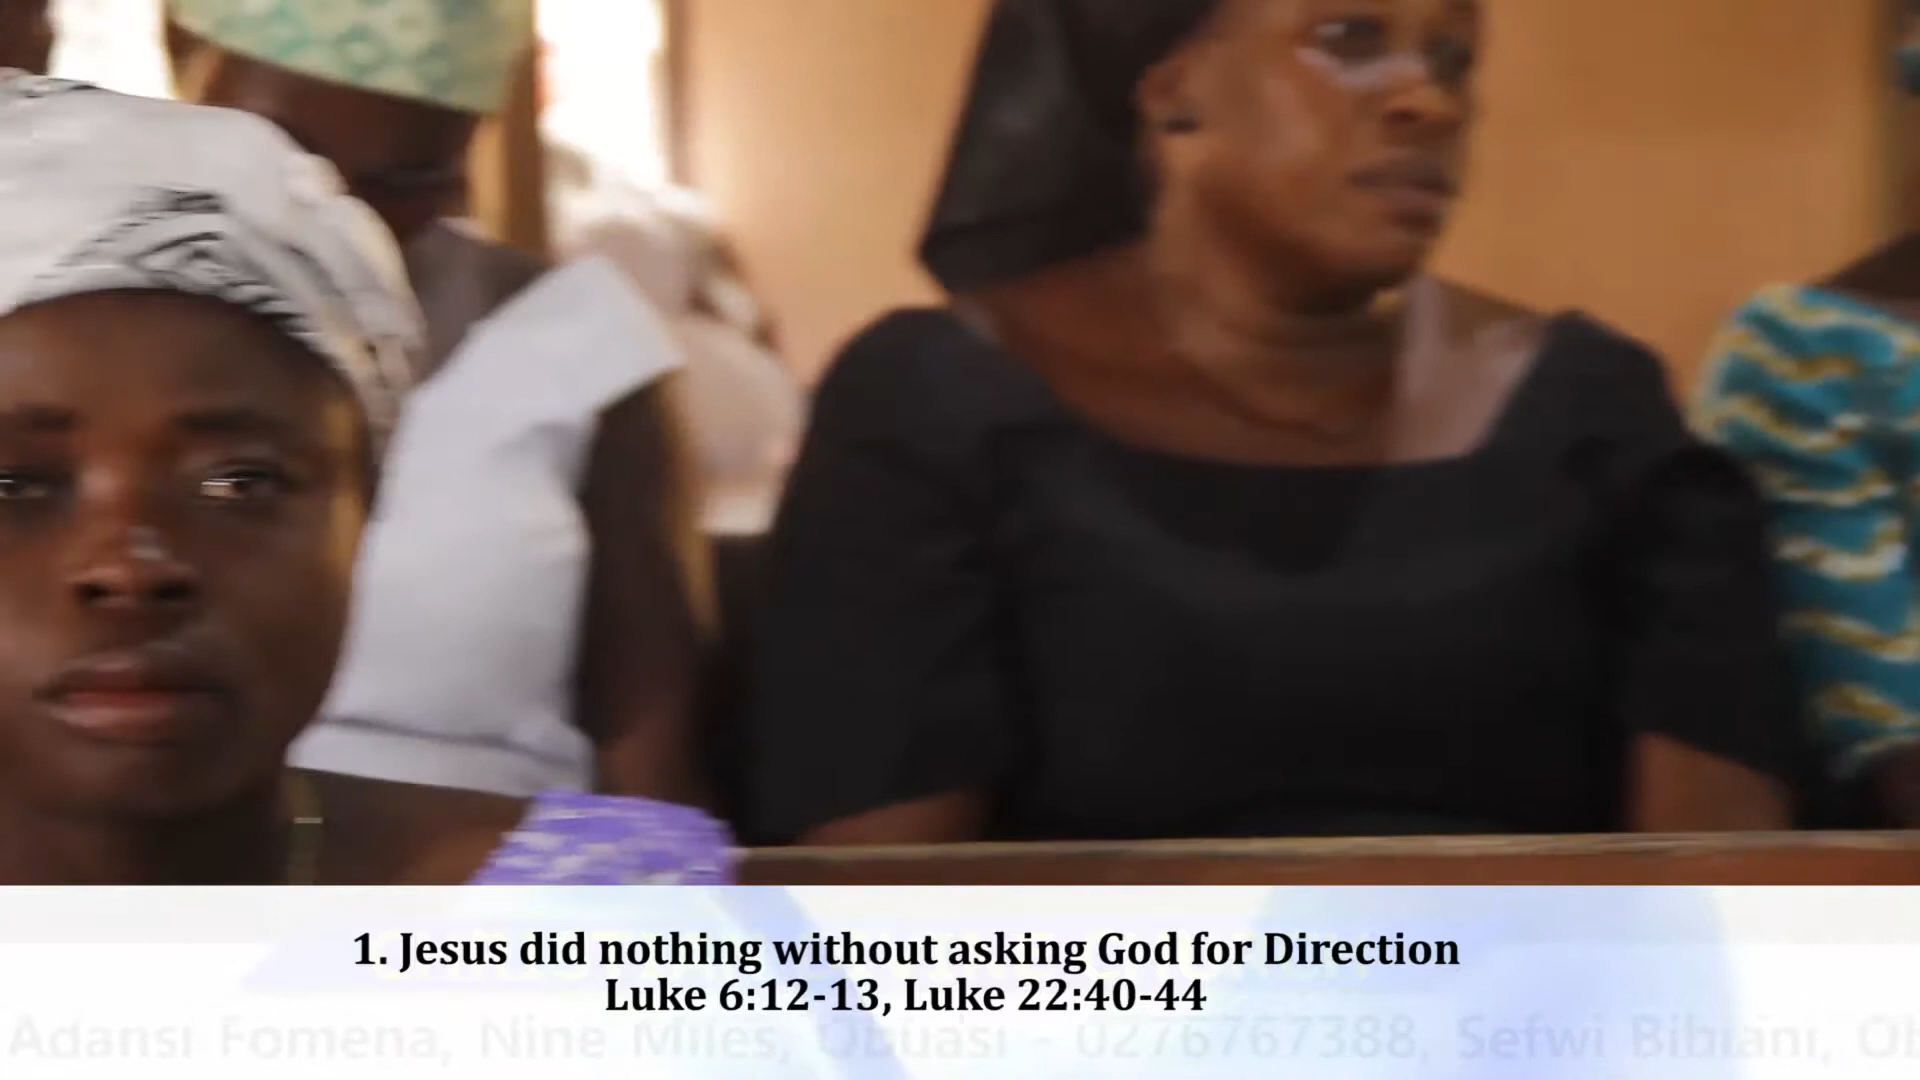 1. Jesus did nothing without asking God for Direction
Luke 6:12-13, Luke 22:40-44
Adansi Fomena, Nine Miles, Obuasi - 0276767388, Sefwi Bibiani,